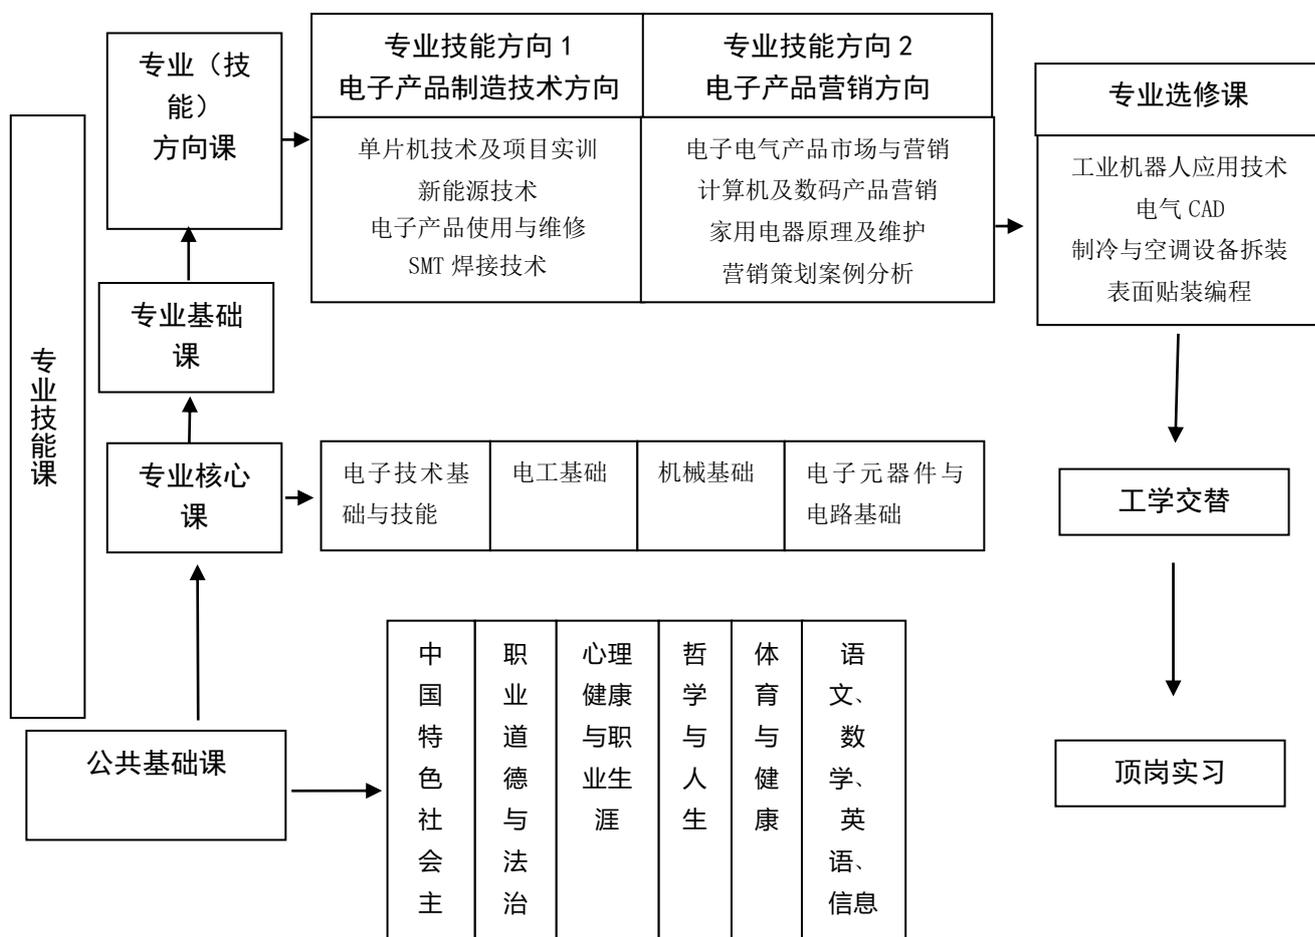 专业技能课
专业（技
能）
方向课
专业技能方向 1
电子产品制造技术方向
单片机技术及项目实训
新能源技术
电子产品使用与维修
SMT 焊接技术
专业技能方向 2
电子产品营销方向
电子电气产品市场与营销
计算机及数码产品营销
家用电器原理及维护
营销策划案例分析
专业选修课
工业机器人应用技术
电气 CAD
制冷与空调设备拆装
表面贴装编程
专业基础
课
专业核心
课
电子技术基
础与技能
电工基础
机械基础
电子元器件与
电路基础
工学交替
顶岗实习
公共基础课
中
国
特
色
社
会
主
职
业
道
德
与
法
治
心理
健康
与职
业生
涯
哲
学
与
人
生
体
育
与
健
康
语
文、
数
学、
英
语、
信息